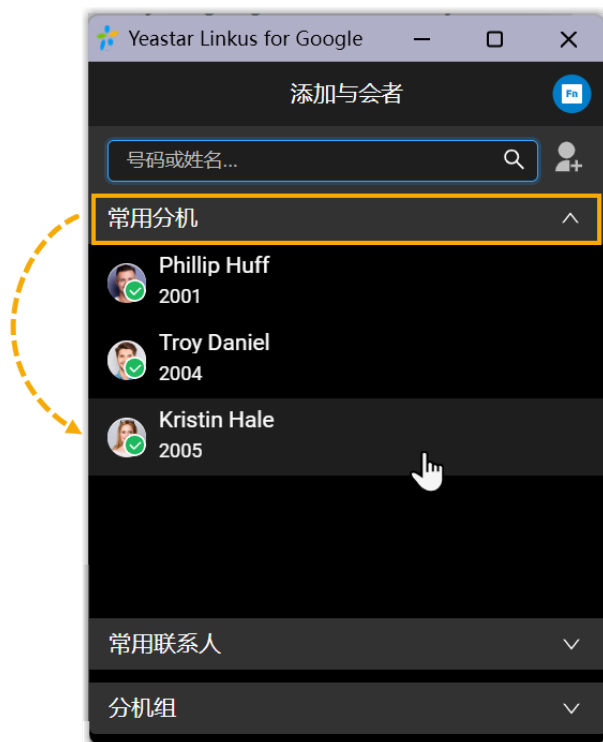 Yeastar Linkus for Google
添加与会者
Fn
号码或姓名...
常用分机
Phillip Huff
2001
Troy Daniel
2004
Kristin Hale
2005
常用联系人
分机组